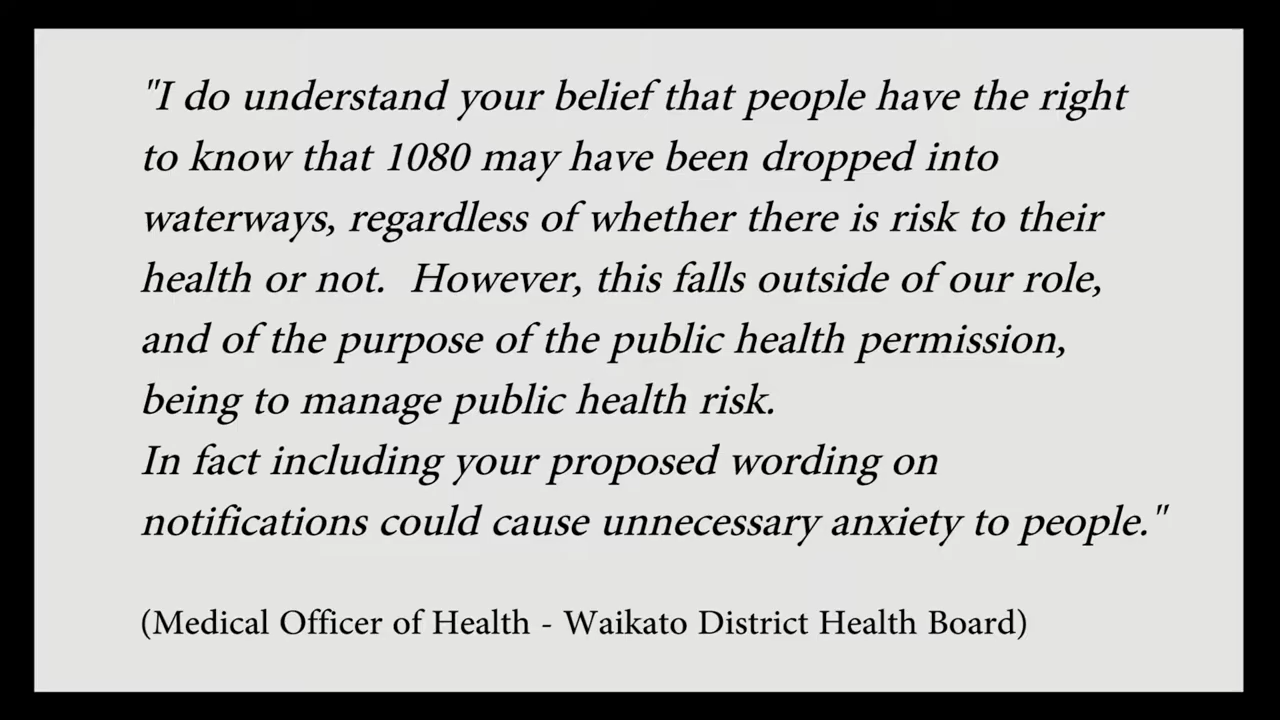 "I do understand your belief that people have the right
to know that 1080 may have been dropped into
waterways, regardless of whether there is risk to their
health or not.  However, this falls outside of our role,
and of the purpose of the public health permission,
being to manage public health risk.
In fact including your proposed wording on
notifications could cause unnecessary anxiety to people."
(Medical Officer of Health - Waikato District Health Board)